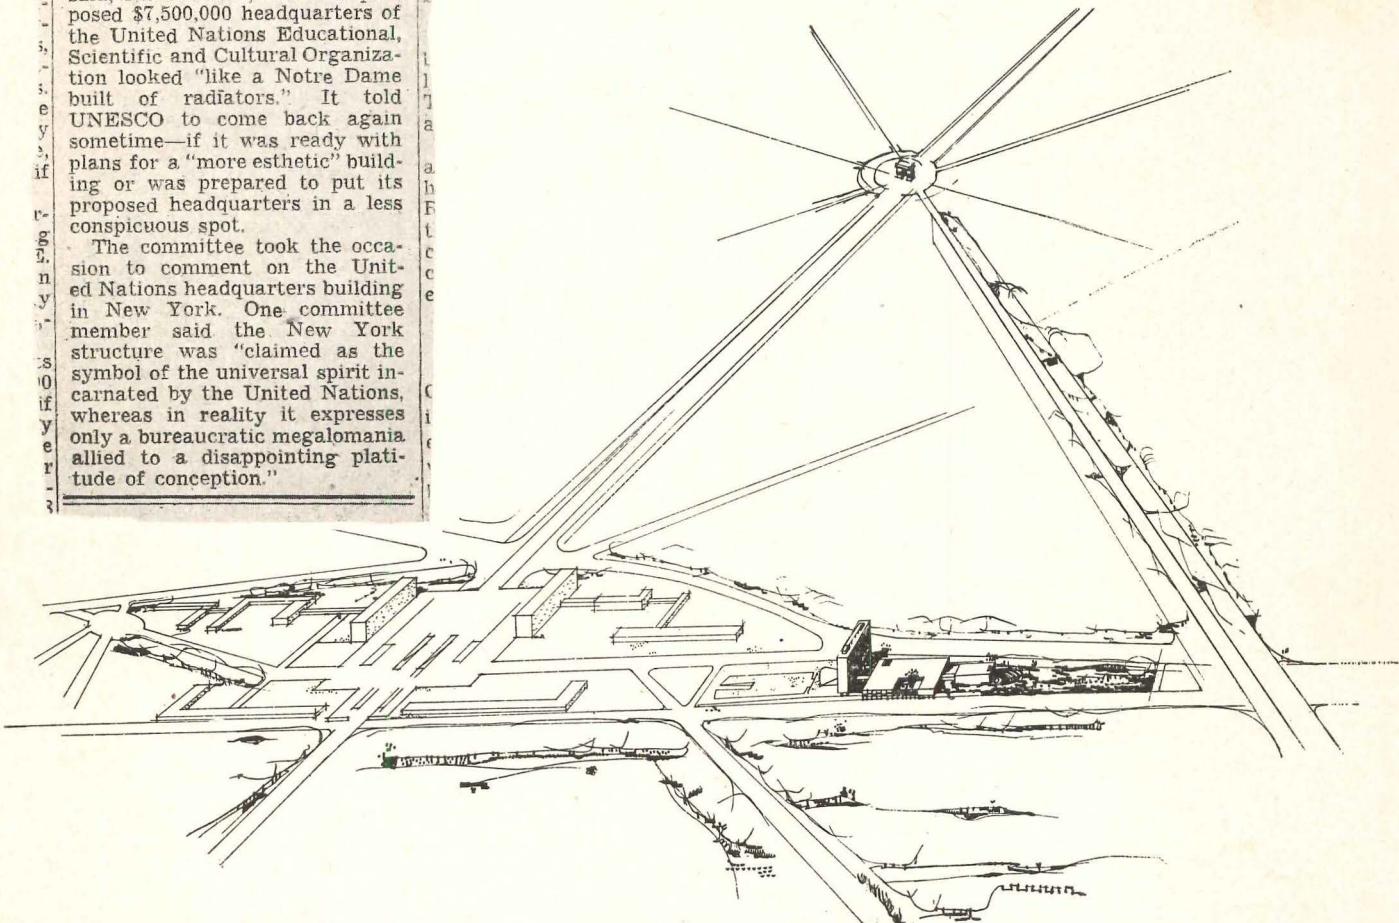 posed $7,500,000 headquarters of
the United Nations Educational,
Scientific and Cultural Organiza-
tion looked "like a Notre Dame
built of radiators." It told
UNESCO to come back again
sometime—if it was ready with
plans for a "more esthetic" build-
ing or was prepared to put its
proposed headquarters in a less
conspicuous spot.
The committee took the occa-
sion to comment on the Unit-
ed Nations headquarters building
in New York. One committee
member said the New York
structure was "claimed as the
symbol of the universal spirit in-
carnated by the United Nations,
whereas in reality it expresses
only a bureaucratic megalomania
allied to a disappointing plati-
tude of conception."